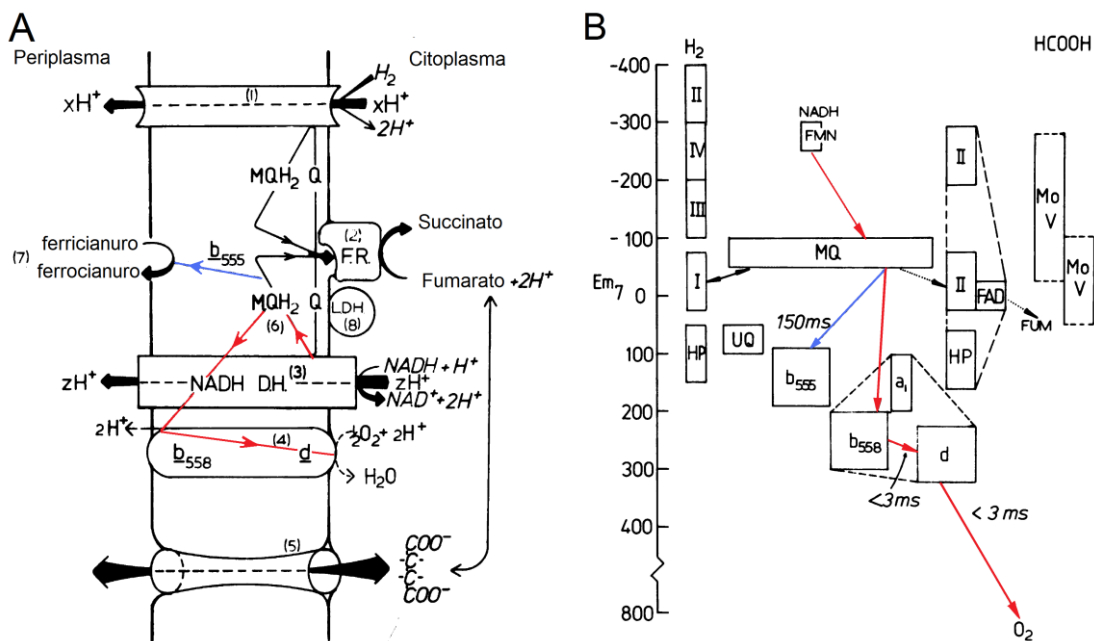 A
Periplasma
Citoplasma
H₂
(1)
xH⁺
xH⁺
2H⁺
MQH₂ Q
Succinato
(2)
F.R.
ferricianuro
(7)
b₅₅₅
ferrocianuro
Fumarato +2H⁺
MQH₂ Q
LDH
(8)
(6)
NADH + H⁺
zH⁺
NADH D.H.
(3)
zH⁺
NAD⁺ + 2H⁺
2H⁺
(4)
½O₂ + 2H⁺
b₅₅₈
d
H₂O
(5)
COO⁻
-C-
-C-
COO⁻
B
H₂
HCOOH
-400
II
-300
NADH
FMN
IV
II
-200
III
Mo
V
-100
MQ
Em₇
0
I
II
FAD
Mo
V
FUM
150ms
HP
UQ
HP
100
b₅₅₅
a₁
200
b₅₅₈
d
300
<3ms
< 3 ms
400
800
O₂